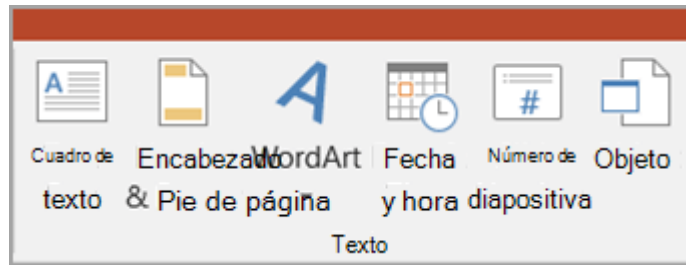 Cuadro de texto
Encabezado & Pie de página
WordArt
Fecha y hora
Número de diapositiva
Objeto
Texto